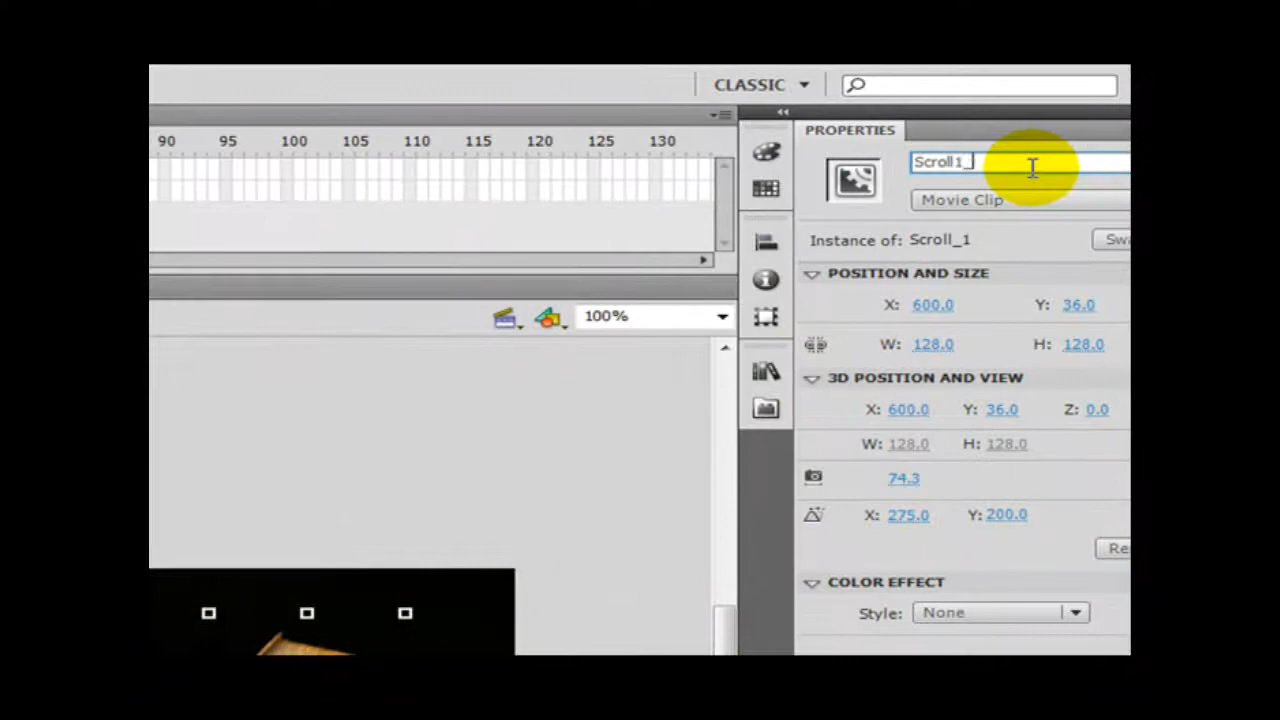 CLASSIC
90 95 100 105 110 115 120 125 130
PROPERTIES
Scroll1_
Movie Clip
Instance of: Scroll_1
POSITION AND SIZE
X: 600.0 Y: 36.0
100%
W: 128.0 H: 128.0
3D POSITION AND VIEW
X: 600.0 Y: 36.0 Z: 0.0
W: 128.0 H: 128.0
74.3
X: 275.0 Y: 200.0
COLOR EFFECT
Style: None